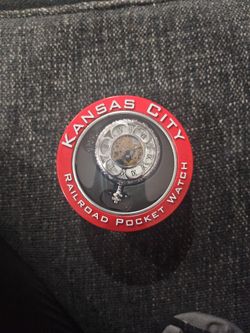 KANSAS CITY
RAILROAD POCKET WATCH